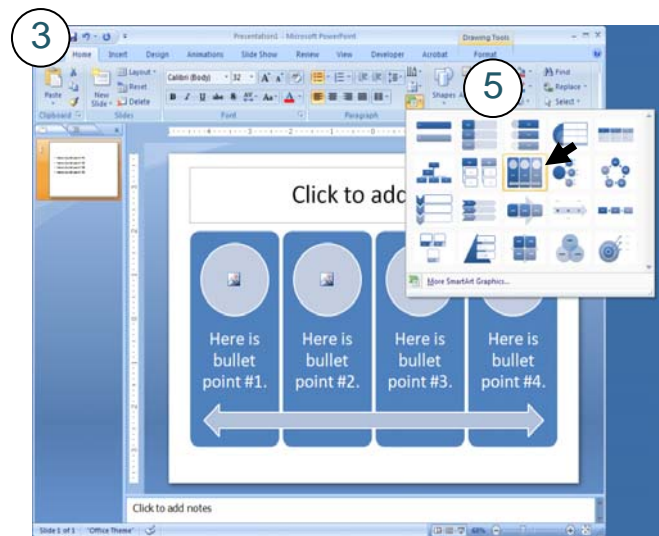 3
Presentation1 - Microsoft PowerPoint
Drawing Tools
Home Insert Design Animations Slide Show Review View Developer Acrobat Format
Paste
New
Slide
Layout
Reset
Delete
Calibri (Body) 32
Shapes
Find
Replace
Select
Clipboard Slides Font Paragraph
5
1
Click to add
Here is
bullet
point #1.
Here is
bullet
point #2.
Here is
bullet
point #3.
Here is
bullet
point #4.
More SmartArt Graphics...
Click to add notes
Slide 1 of 1 "Office Theme" 68%